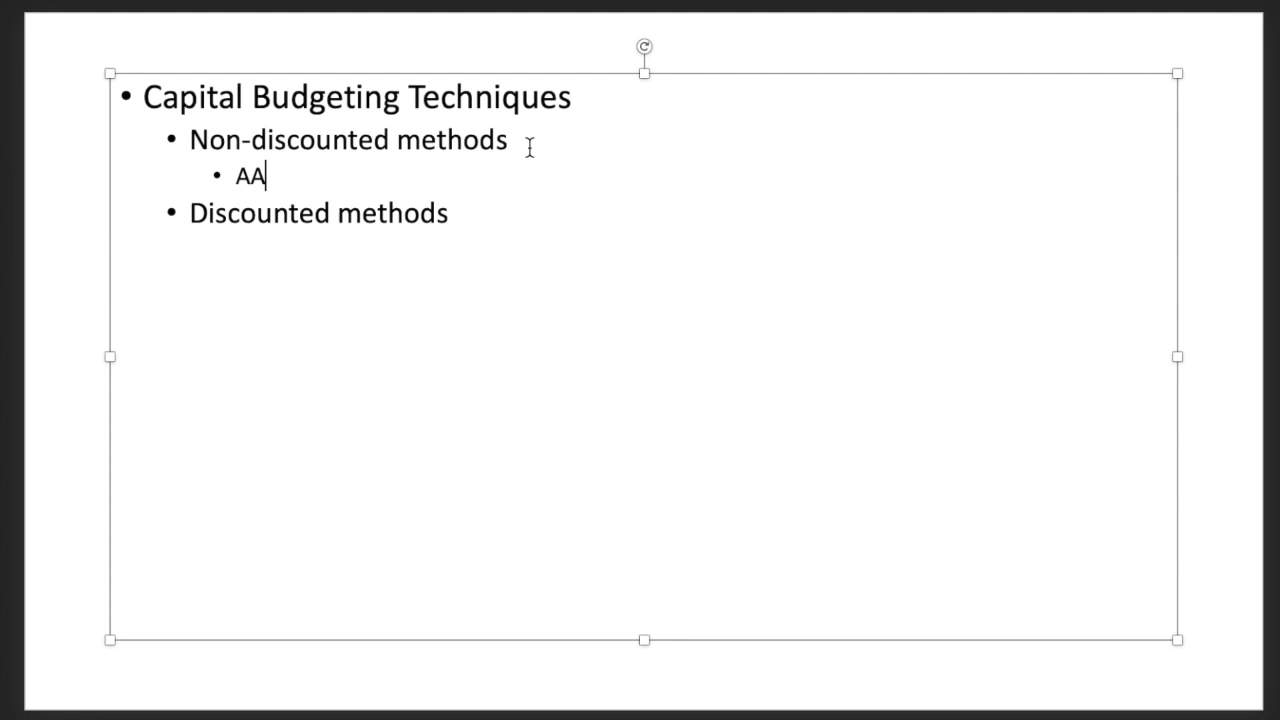 • Capital Budgeting Techniques
• Non-discounted methods
• AA
• Discounted methods